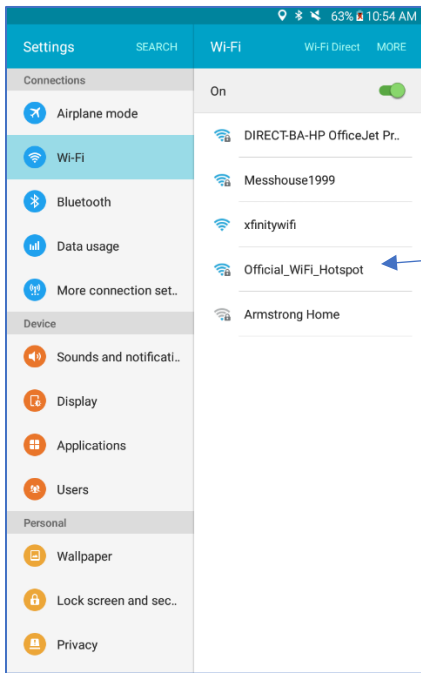 63% 10:54 AM
Settings SEARCH
Connections
Airplane mode
Wi-Fi
Bluetooth
Data usage
More connection set..
Device
Sounds and notificati..
Display
Applications
Users
Personal
Wallpaper
Lock screen and sec..
Privacy
Wi-Fi Wi-Fi Direct MORE
On
DIRECT-BA-HP OfficeJet Pr..
Messhouse1999
xfinitywifi
Official_WiFi_Hotspot
Armstrong Home